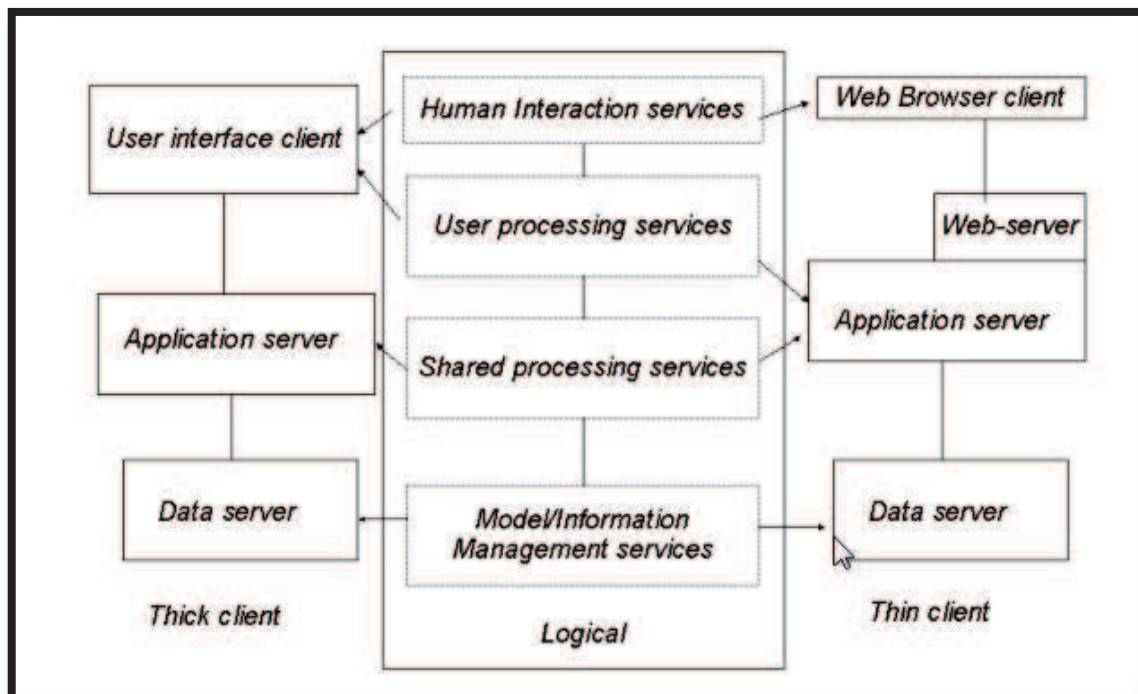 Human Interaction services
Web Browser client
User interface client
User processing services
Web-server
Application server
Application server
Shared processing services
Data server
Model/Information
Management services
Data server
Thick client
Logical
Thin client